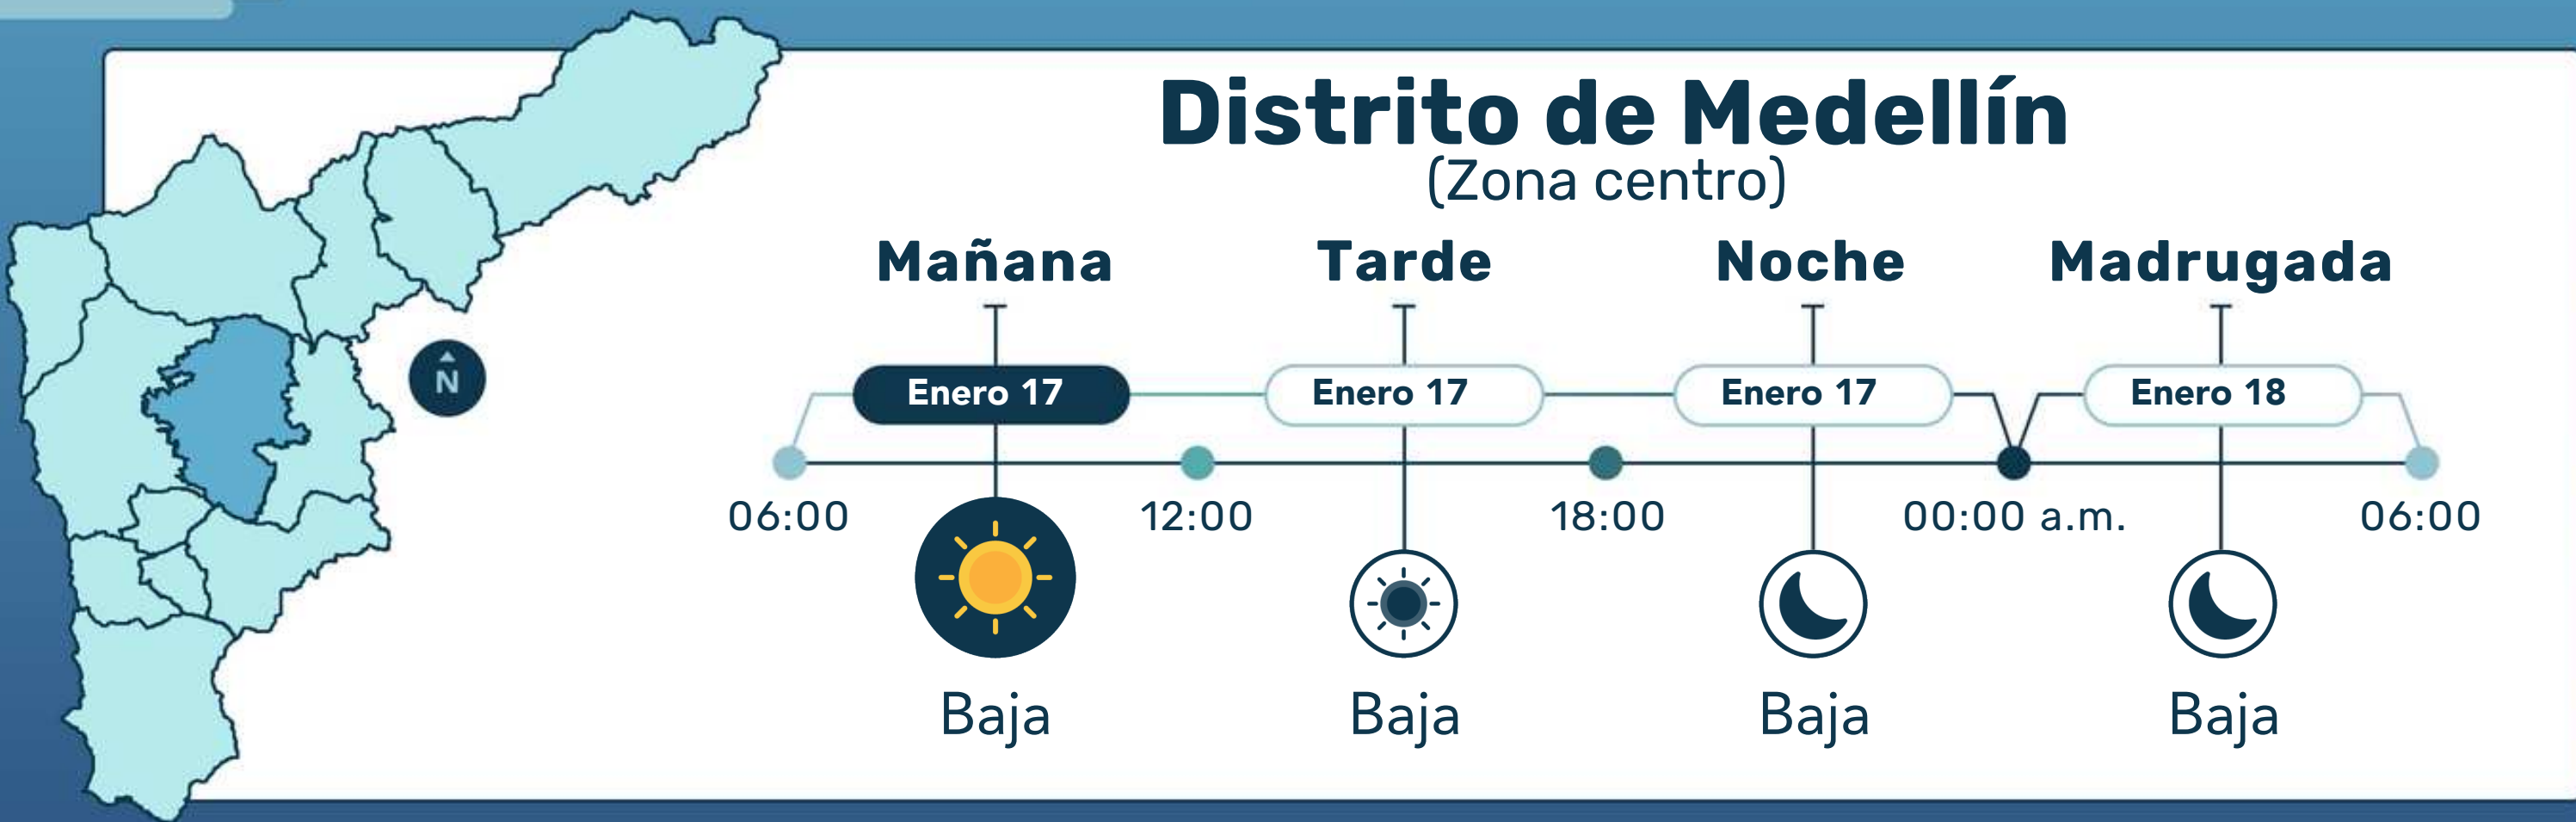 Distrito de Medellín
(Zona centro)
Mañana Tarde Noche Madrugada
Enero 17 Enero 17 Enero 17 Enero 18
N
06:00 12:00 18:00 00:00 a.m. 06:00
Baja Baja Baja Baja